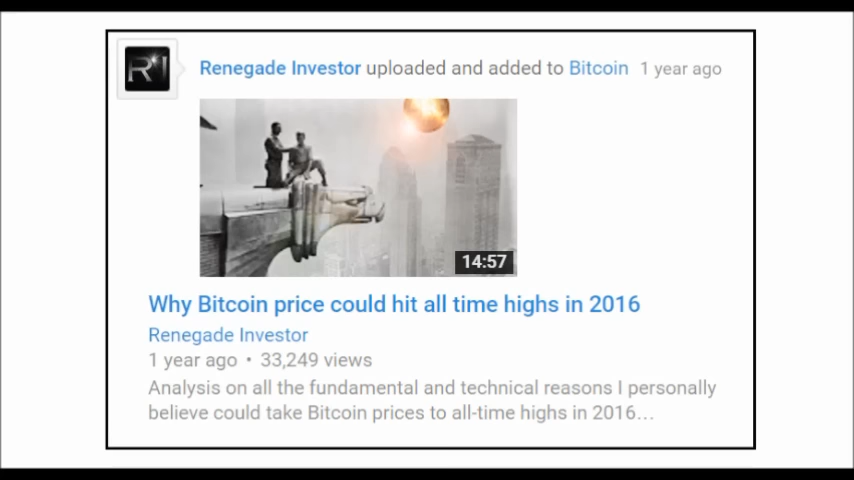 RI
Renegade Investor uploaded and added to Bitcoin 1 year ago
14:57
Why Bitcoin price could hit all time highs in 2016
Renegade Investor
1 year ago • 33,249 views
Analysis on all the fundamental and technical reasons I personally
believe could take Bitcoin prices to all-time highs in 2016...